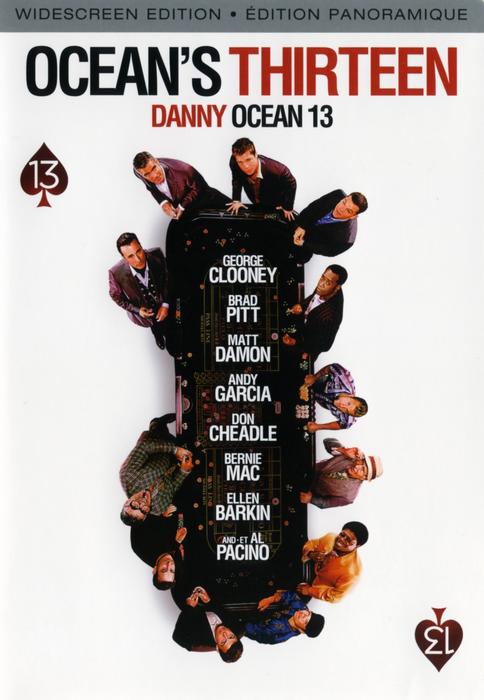 WIDESCREEN EDITION • ÉDITION PANORAMIQUE
OCEAN'S THIRTEEN
DANNY OCEAN 13
13
GEORGE
CLOONEY
BRAD
PITT
MATT
DAMON
ANDY
GARCIA
DON
CHEADLE
BERNIE
MAC
ELLEN
BARKIN
AND·ET AL
PACINO
13